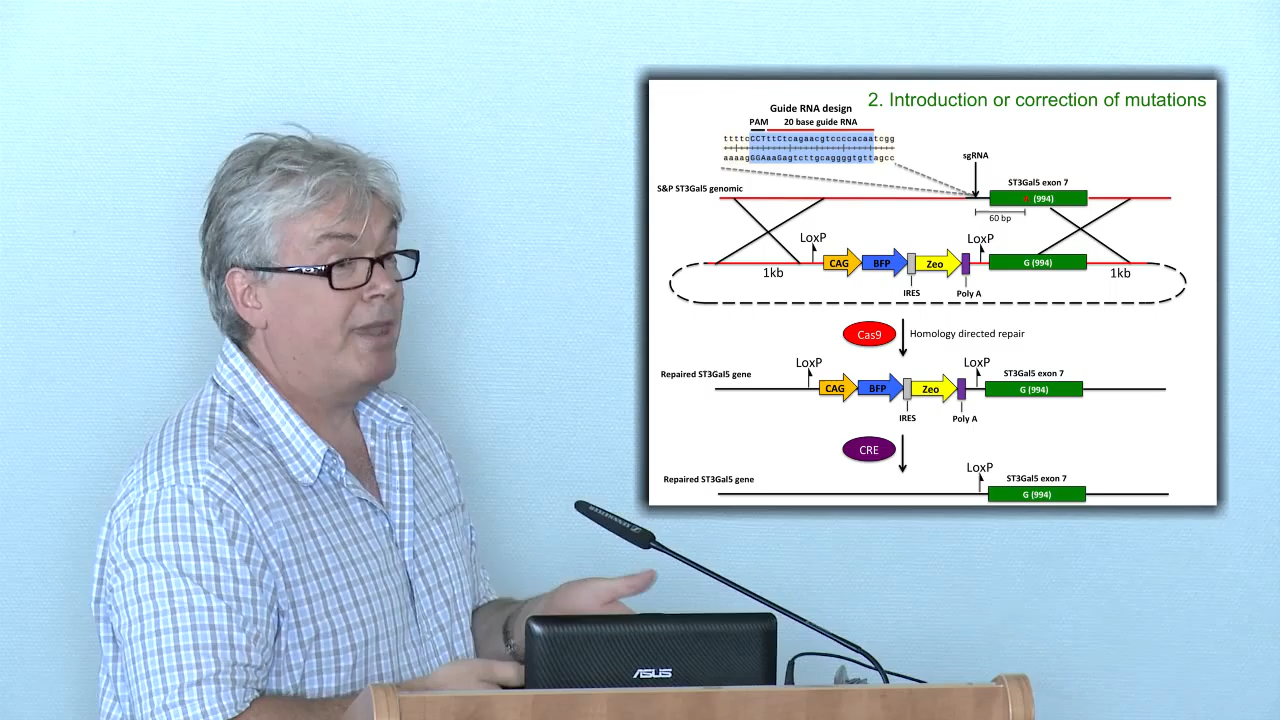 2. Introduction or correction of mutations
Guide RNA design
PAM 20 base guide RNA
ttttcCCTttCtcagaacgtccccacaatcgg
aaaagGGAaaGagtcttgcaggggtgttagcc
sgRNA
S&P ST3Gal5 genomic
ST3Gal5 exon 7
(994)
60 bp
LoxP
LoxP
CAG
BFP
Zeo
G (994)
1kb
1kb
IRES
Poly A
Cas9
Homology directed repair
LoxP
LoxP
Repaired ST3Gal5 gene
ST3Gal5 exon 7
CAG
BFP
Zeo
G (994)
IRES
Poly A
CRE
LoxP
Repaired ST3Gal5 gene
ST3Gal5 exon 7
G (994)
SENNHEISER
ASUS